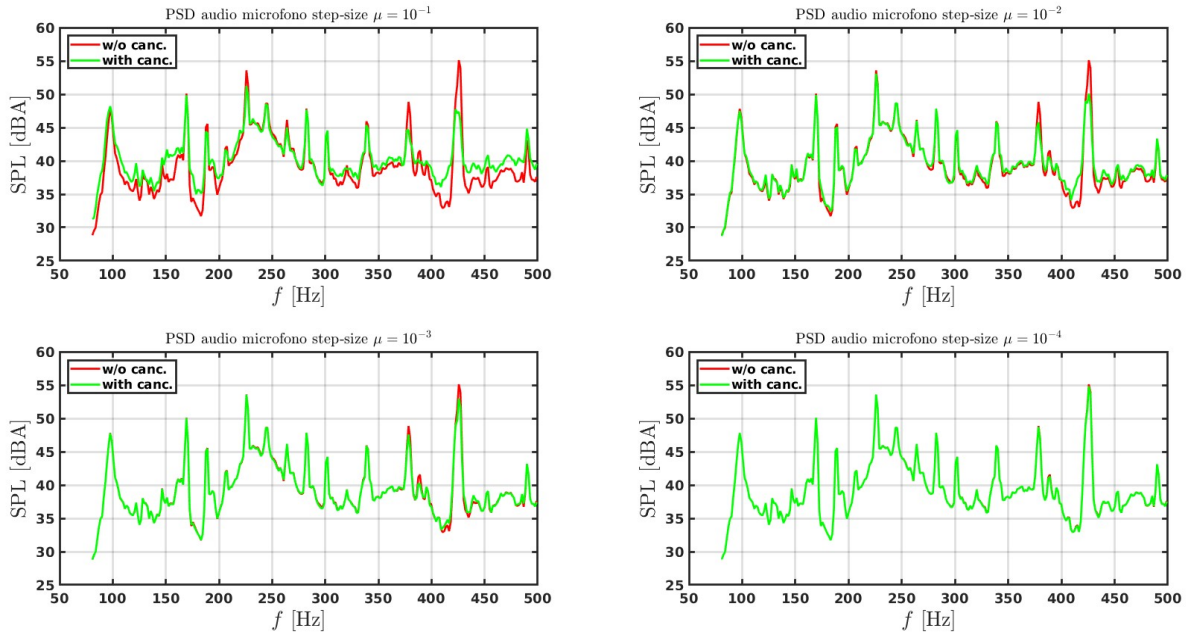 PSD audio microfono step-size μ = 10⁻¹
60
55
50
45
40
35
30
25
SPL [dBA]
w/o canc.
with canc.
50 100 150 200 250 300 350 400 450 500
f [Hz]
PSD audio microfono step-size μ = 10⁻²
60
55
50
45
40
35
30
25
SPL [dBA]
w/o canc.
with canc.
50 100 150 200 250 300 350 400 450 500
f [Hz]
PSD audio microfono step-size μ = 10⁻³
60
55
50
45
40
35
30
25
SPL [dBA]
w/o canc.
with canc.
50 100 150 200 250 300 350 400 450 500
f [Hz]
PSD audio microfono step-size μ = 10⁻⁴
60
55
50
45
40
35
30
25
SPL [dBA]
w/o canc.
with canc.
50 100 150 200 250 300 350 400 450 500
f [Hz]